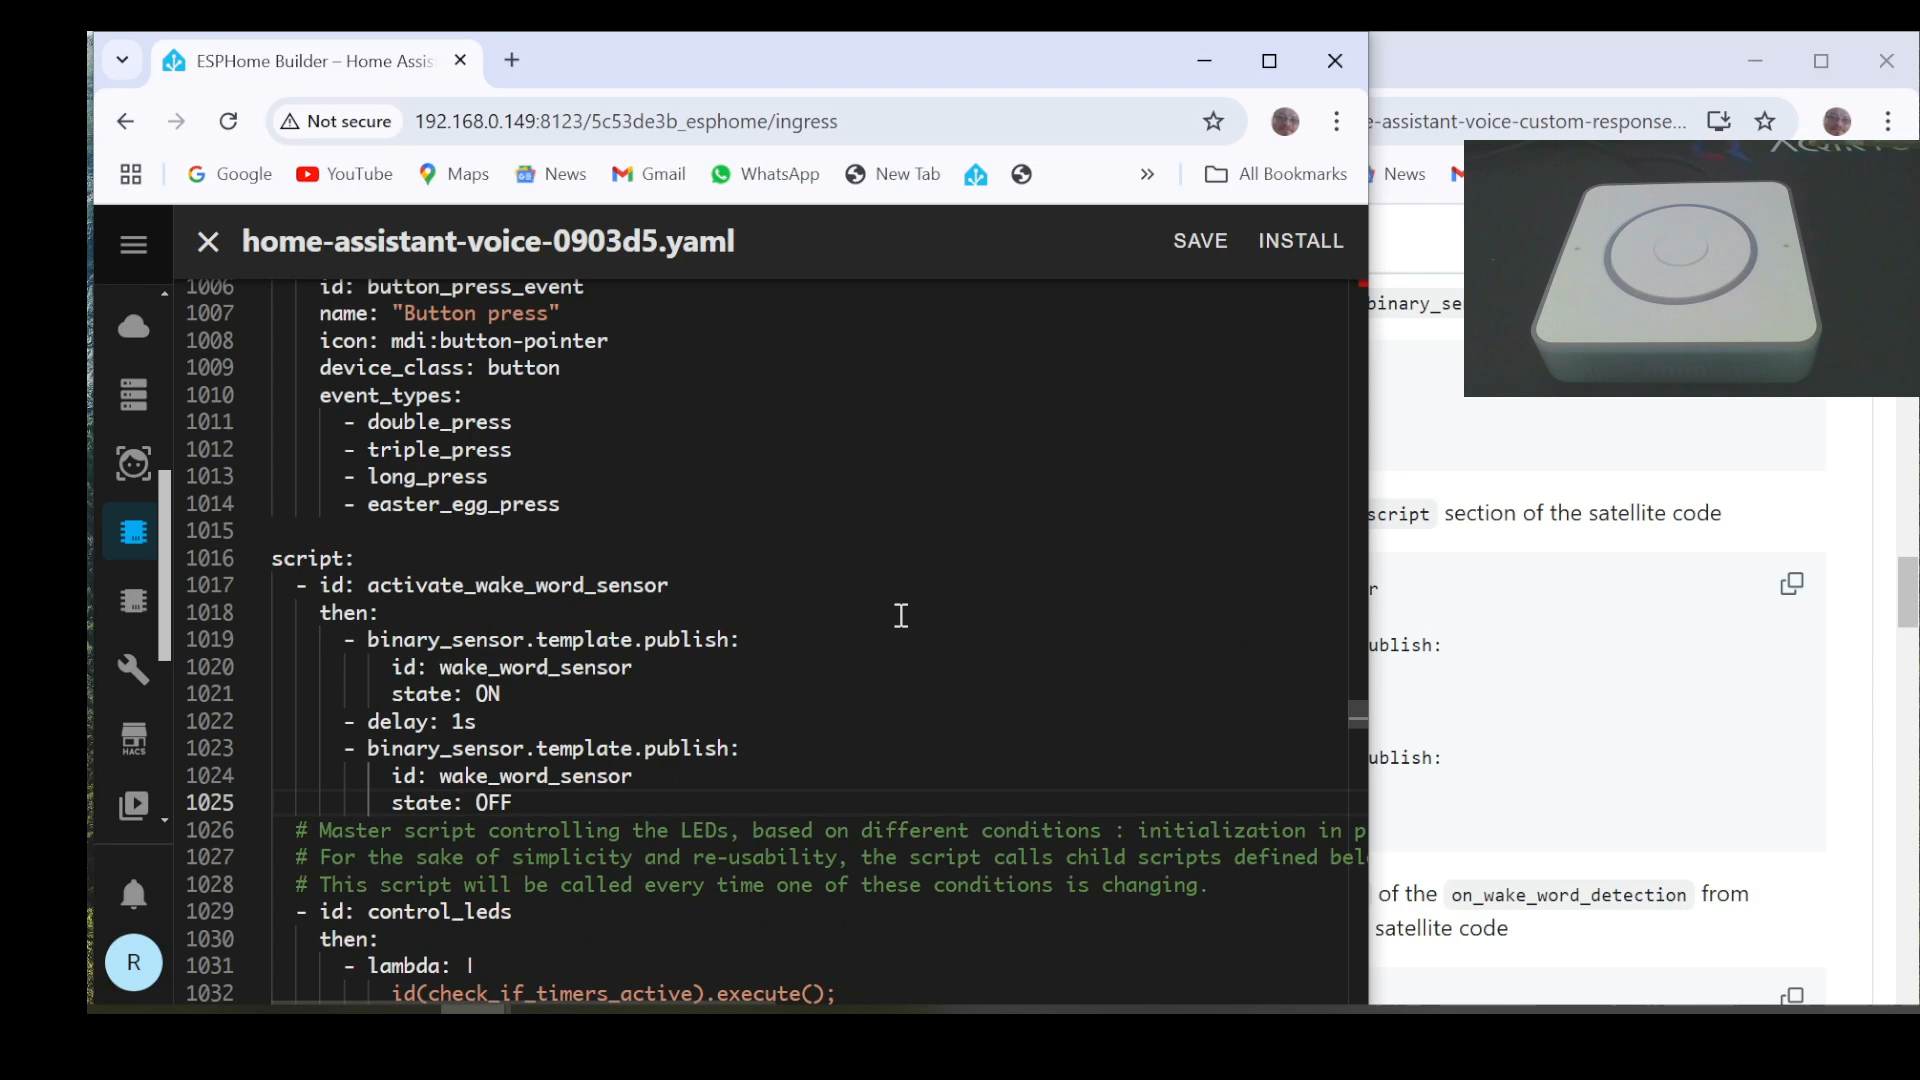 ESPHome Builder – Home Assis
Not secure
192.168.0.149:8123/5c53de3b_esphome/ingress
e-assistant-voice-custom-response...
Google
YouTube
Maps
News
Gmail
WhatsApp
New Tab
All Bookmarks
News
home-assistant-voice-0903d5.yaml
SAVE
INSTALL
1006 id: button_press_event
1007 name: "Button press"
1008 icon: mdi:button-pointer
1009 device_class: button
1010 event_types:
1011 - double_press
1012 - triple_press
1013 - long_press
1014 - easter_egg_press
1015
1016 script:
1017 - id: activate_wake_word_sensor
1018 then:
1019 - binary_sensor.template.publish:
1020 id: wake_word_sensor
1021 state: ON
1022 - delay: 1s
1023 - binary_sensor.template.publish:
1024 id: wake_word_sensor
1025 state: OFF
1026 # Master script controlling the LEDs, based on different conditions : initialization in p
1027 # For the sake of simplicity and re-usability, the script calls child scripts defined bel
1028 # This script will be called every time one of these conditions is changing.
1029 - id: control_leds
1030 then:
1031 - lambda: |
1032 id(check_if_timers_active).execute();
HACS
R
binary_se
script section of the satellite code
r
ublish:
ublish:
of the on_wake_word_detection from
satellite code